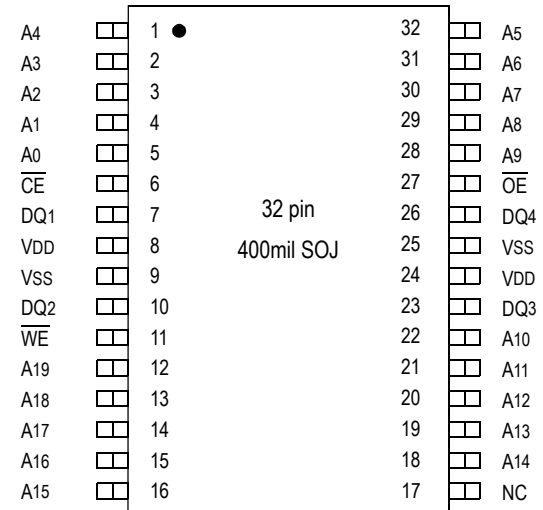 A4 1 32 A5
A3 2 31 A6
A2 3 30 A7
A1 4 29 A8
A0 5 28 A9
CE 6 27 OE
DQ1 7 32 pin 26 DQ4
VDD 8 400mil SOJ 25 VSS
VSS 9 24 VDD
DQ2 10 23 DQ3
WE 11 22 A10
A19 12 21 A11
A18 13 20 A12
A17 14 19 A13
A16 15 18 A14
A15 16 17 NC